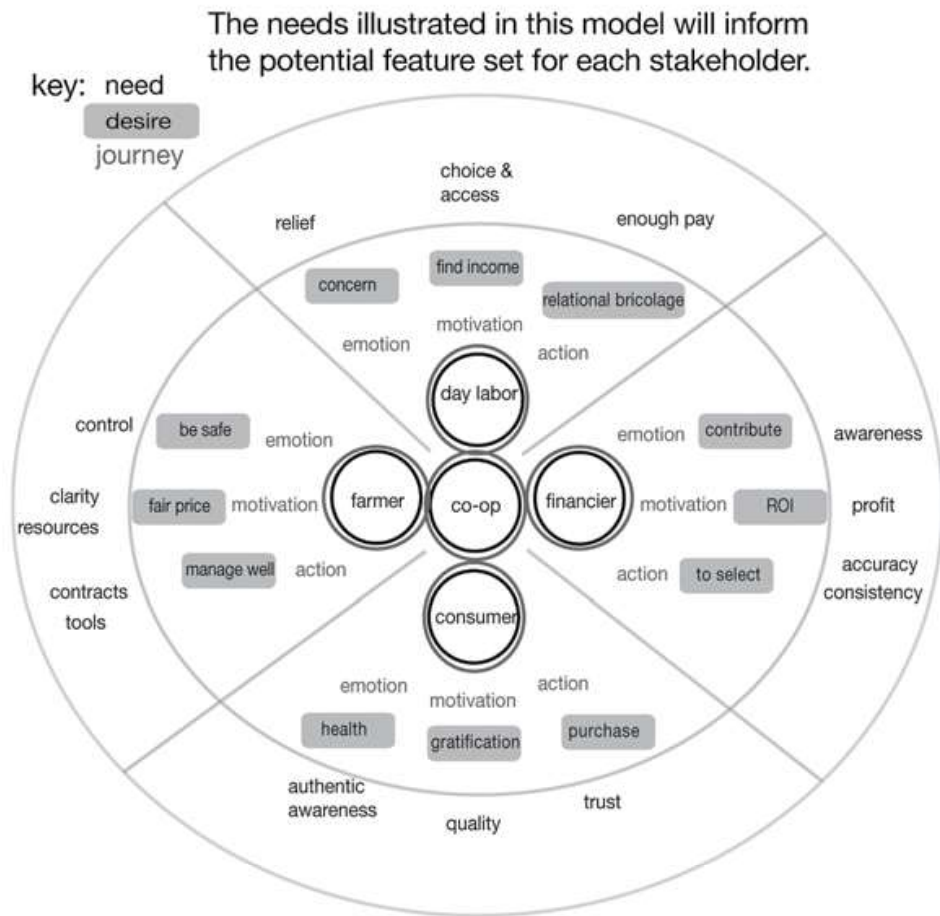 The needs illustrated in this model will inform
the potential feature set for each stakeholder.
key: need
desire
journey
choice &
access
relief
enough pay
concern
find income
relational bricolage
emotion
motivation
action
day labor
control
be safe
emotion
clarity
resources
fair price
motivation
farmer
contracts
tools
manage well
action
co-op
financier
emotion
contribute
awareness
motivation
ROI
profit
action
to select
accuracy
consistency
consumer
emotion
motivation
action
health
gratification
purchase
authentic
awareness
quality
trust